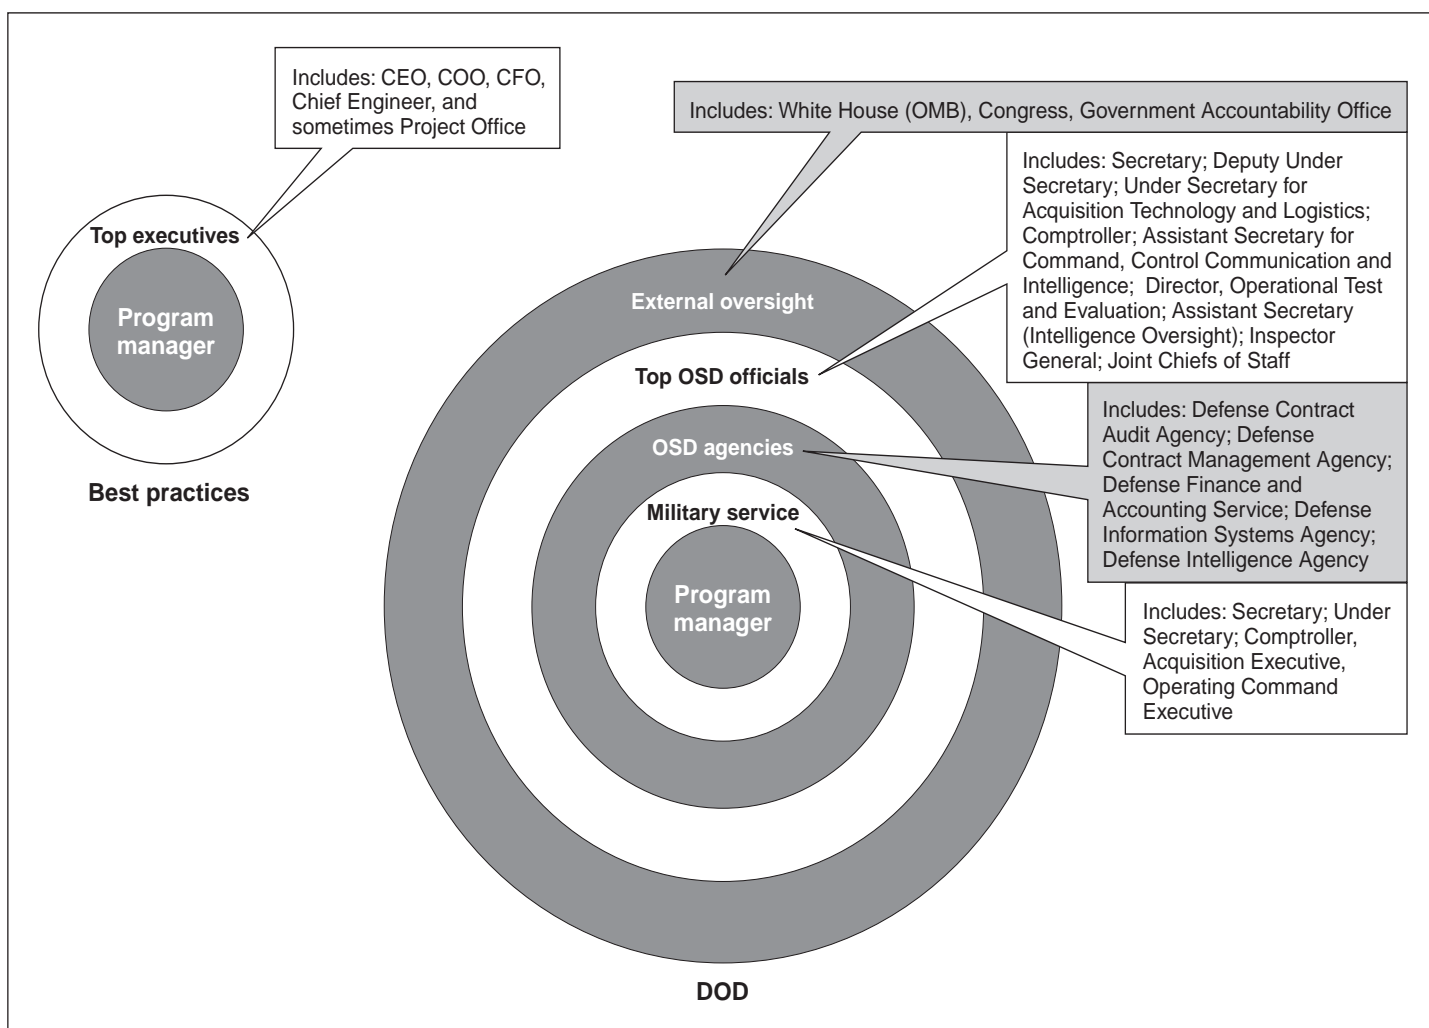 Includes: CEO, COO, CFO,
Chief Engineer, and
sometimes Project Office
Top executives
Program
manager
Best practices
Includes: White House (OMB), Congress, Government Accountability Office
Includes: Secretary; Deputy Under
Secretary; Under Secretary for
Acquisition Technology and Logistics;
Comptroller; Assistant Secretary for
Command, Control Communication and
Intelligence; Director, Operational Test
and Evaluation; Assistant Secretary
(Intelligence Oversight); Inspector
General; Joint Chiefs of Staff
Includes: Defense Contract
Audit Agency; Defense
Contract Management Agency;
Defense Finance and
Accounting Service; Defense
Information Systems Agency;
Defense Intelligence Agency
Includes: Secretary; Under
Secretary; Comptroller,
Acquisition Executive,
Operating Command
Executive
External oversight
Top OSD officials
OSD agencies
Military service
Program
manager
DOD